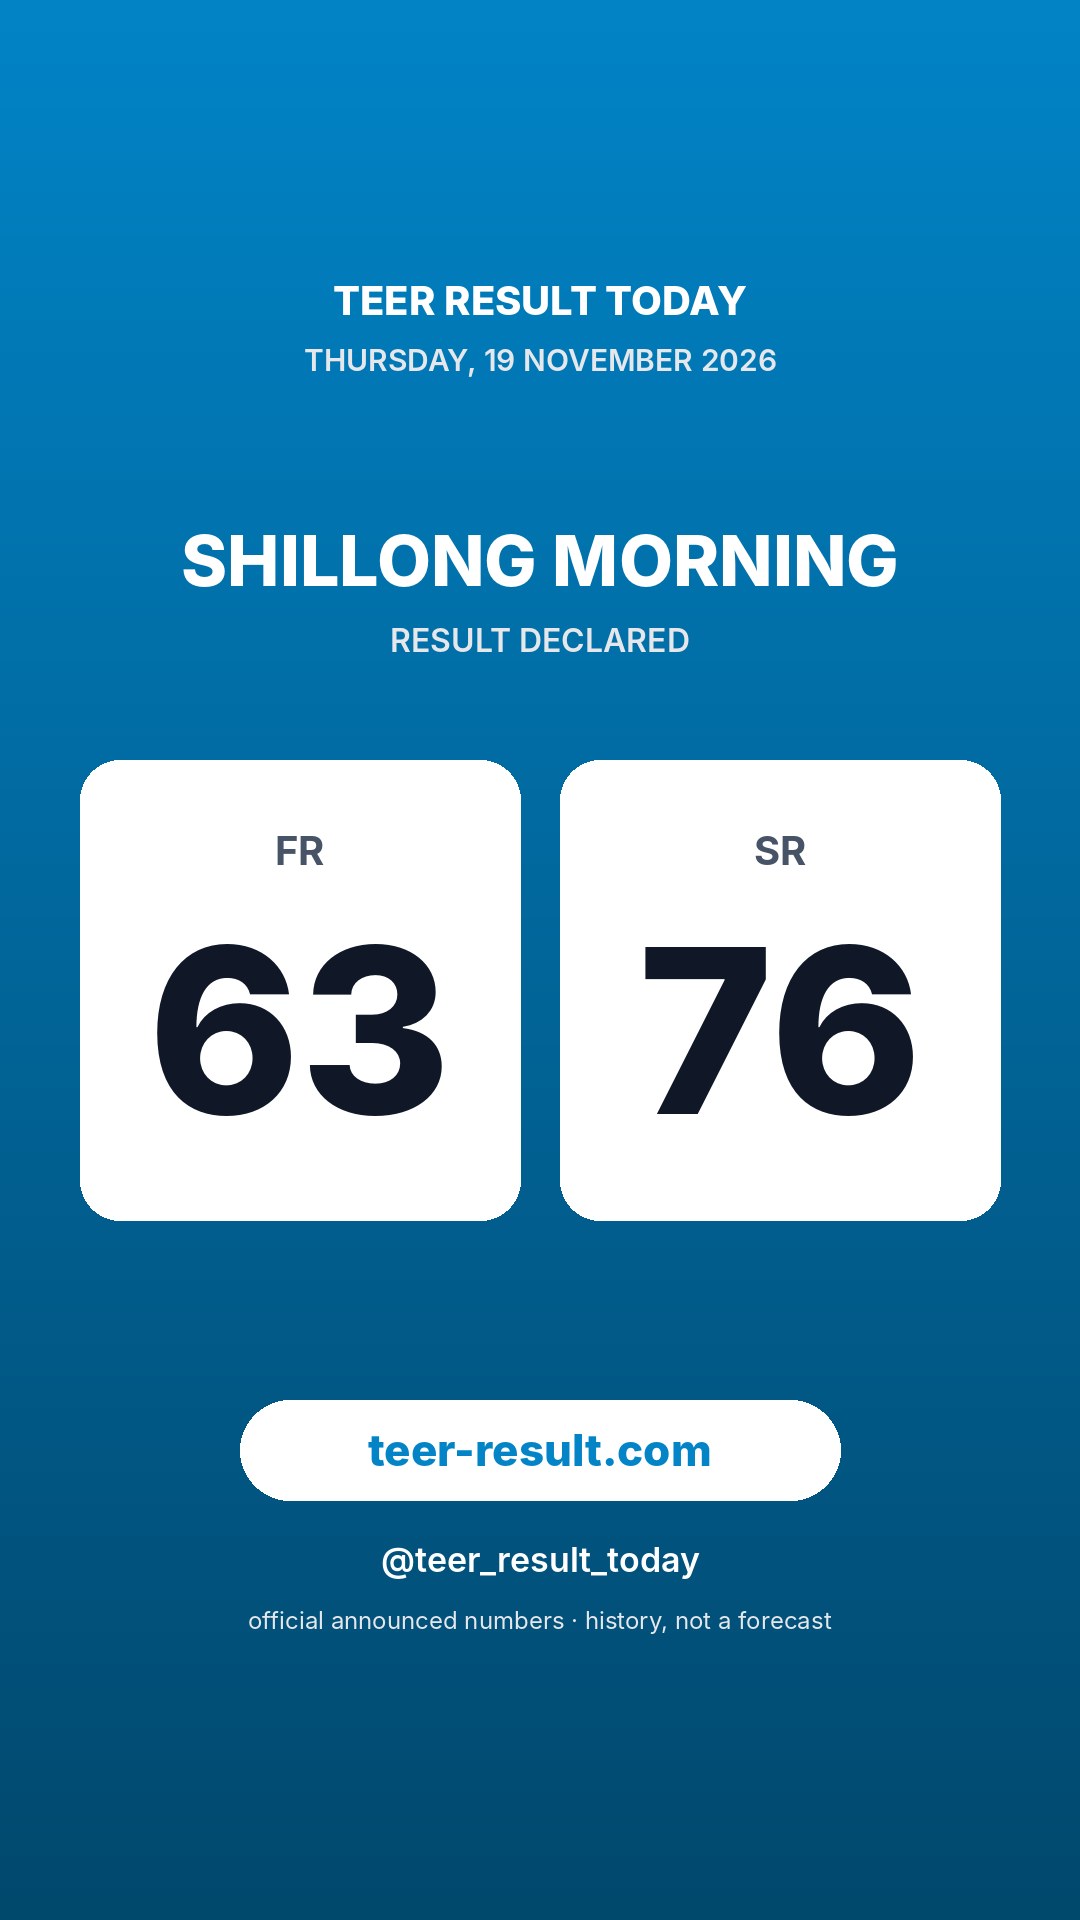 TEER RESULT TODAY
THURSDAY, 19 NOVEMBER 2026
SHILLONG MORNING
RESULT DECLARED
FR
63
SR
76
teer-result.com
@teer_result_today
official announced numbers · history, not a forecast